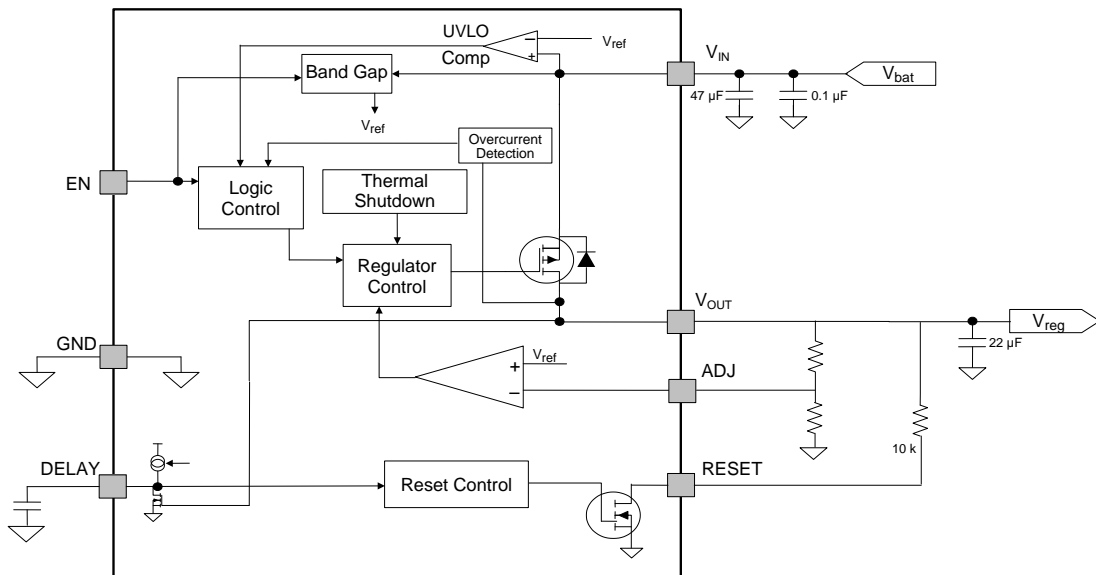 UVLO
Comp
−
+
Vref
VIN
Vbat
Band Gap
47 µF
0.1 µF
Vref
Overcurrent
Detection
EN
Logic
Control
Thermal
Shutdown
Regulator
Control
VOUT
Vreg
GND
22 µF
Vref
+
−
ADJ
10 k
DELAY
RESET
Reset Control